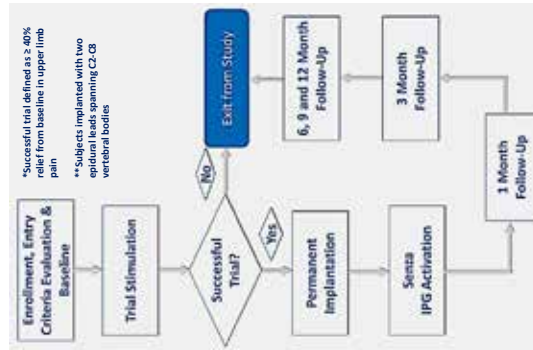 Enrollment, Entry
Criteria Evaluation &
Baseline
*Successful trial defined as ≥ 40%
relief from baseline in upper limb
pain
**Subjects implanted with two
epidural leads spanning C2-C8
vertebral bodies
Trial Stimulation
Successful
Trial?
No
Exit from Study
Yes
Permanent
Implantation
6, 9 and 12 Month
Follow-Up
Senza
IPG Activation
3 Month
Follow-Up
1 Month
Follow-Up